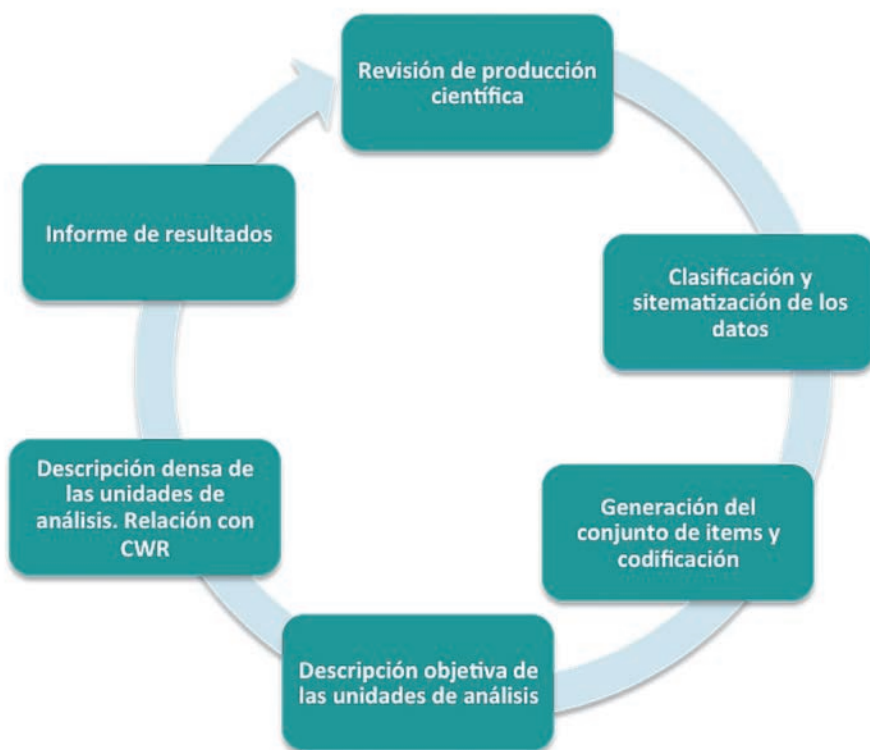 Revisión de producción
científica
Clasificación y
sitematización de los
datos
Generación del
conjunto de items y
codificación
Descripción objetiva de
las unidades de análisis
Descripción densa de
las unidades de
análisis. Relación con
CWR
Informe de resultados